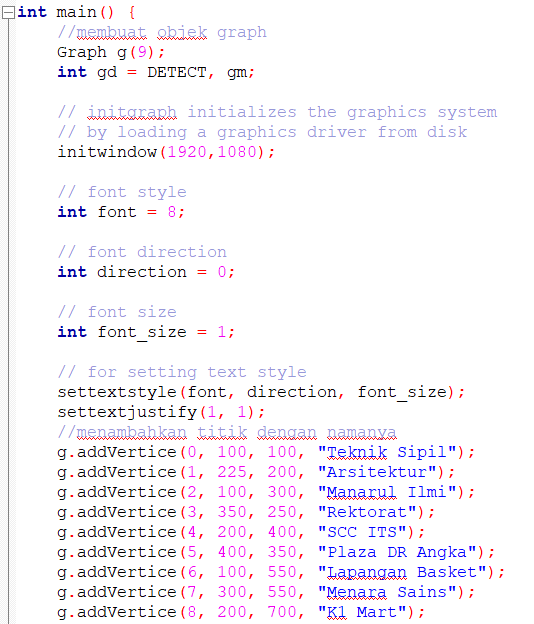 int main() {
//membuat objek graph
Graph g(9);
int gd = DETECT, gm;
// initgraph initializes the graphics system
// by loading a graphics driver from disk
initwindow(1920,1080);
// font style
int font = 8;
// font direction
int direction = 0;
// font size
int font_size = 1;
// for setting text style
settextstyle(font, direction, font_size);
settextjustify(1, 1);
//menambahkan titik dengan namanya
g.addVertice(0, 100, 100, "Teknik Sipil");
g.addVertice(1, 225, 200, "Arsitektur");
g.addVertice(2, 100, 300, "Manarul Ilmi");
g.addVertice(3, 350, 250, "Rektorat");
g.addVertice(4, 200, 400, "SCC ITS");
g.addVertice(5, 400, 350, "Plaza DR Angka");
g.addVertice(6, 100, 550, "Lapangan Basket");
g.addVertice(7, 300, 550, "Menara Sains");
g.addVertice(8, 200, 700, "K1 Mart");